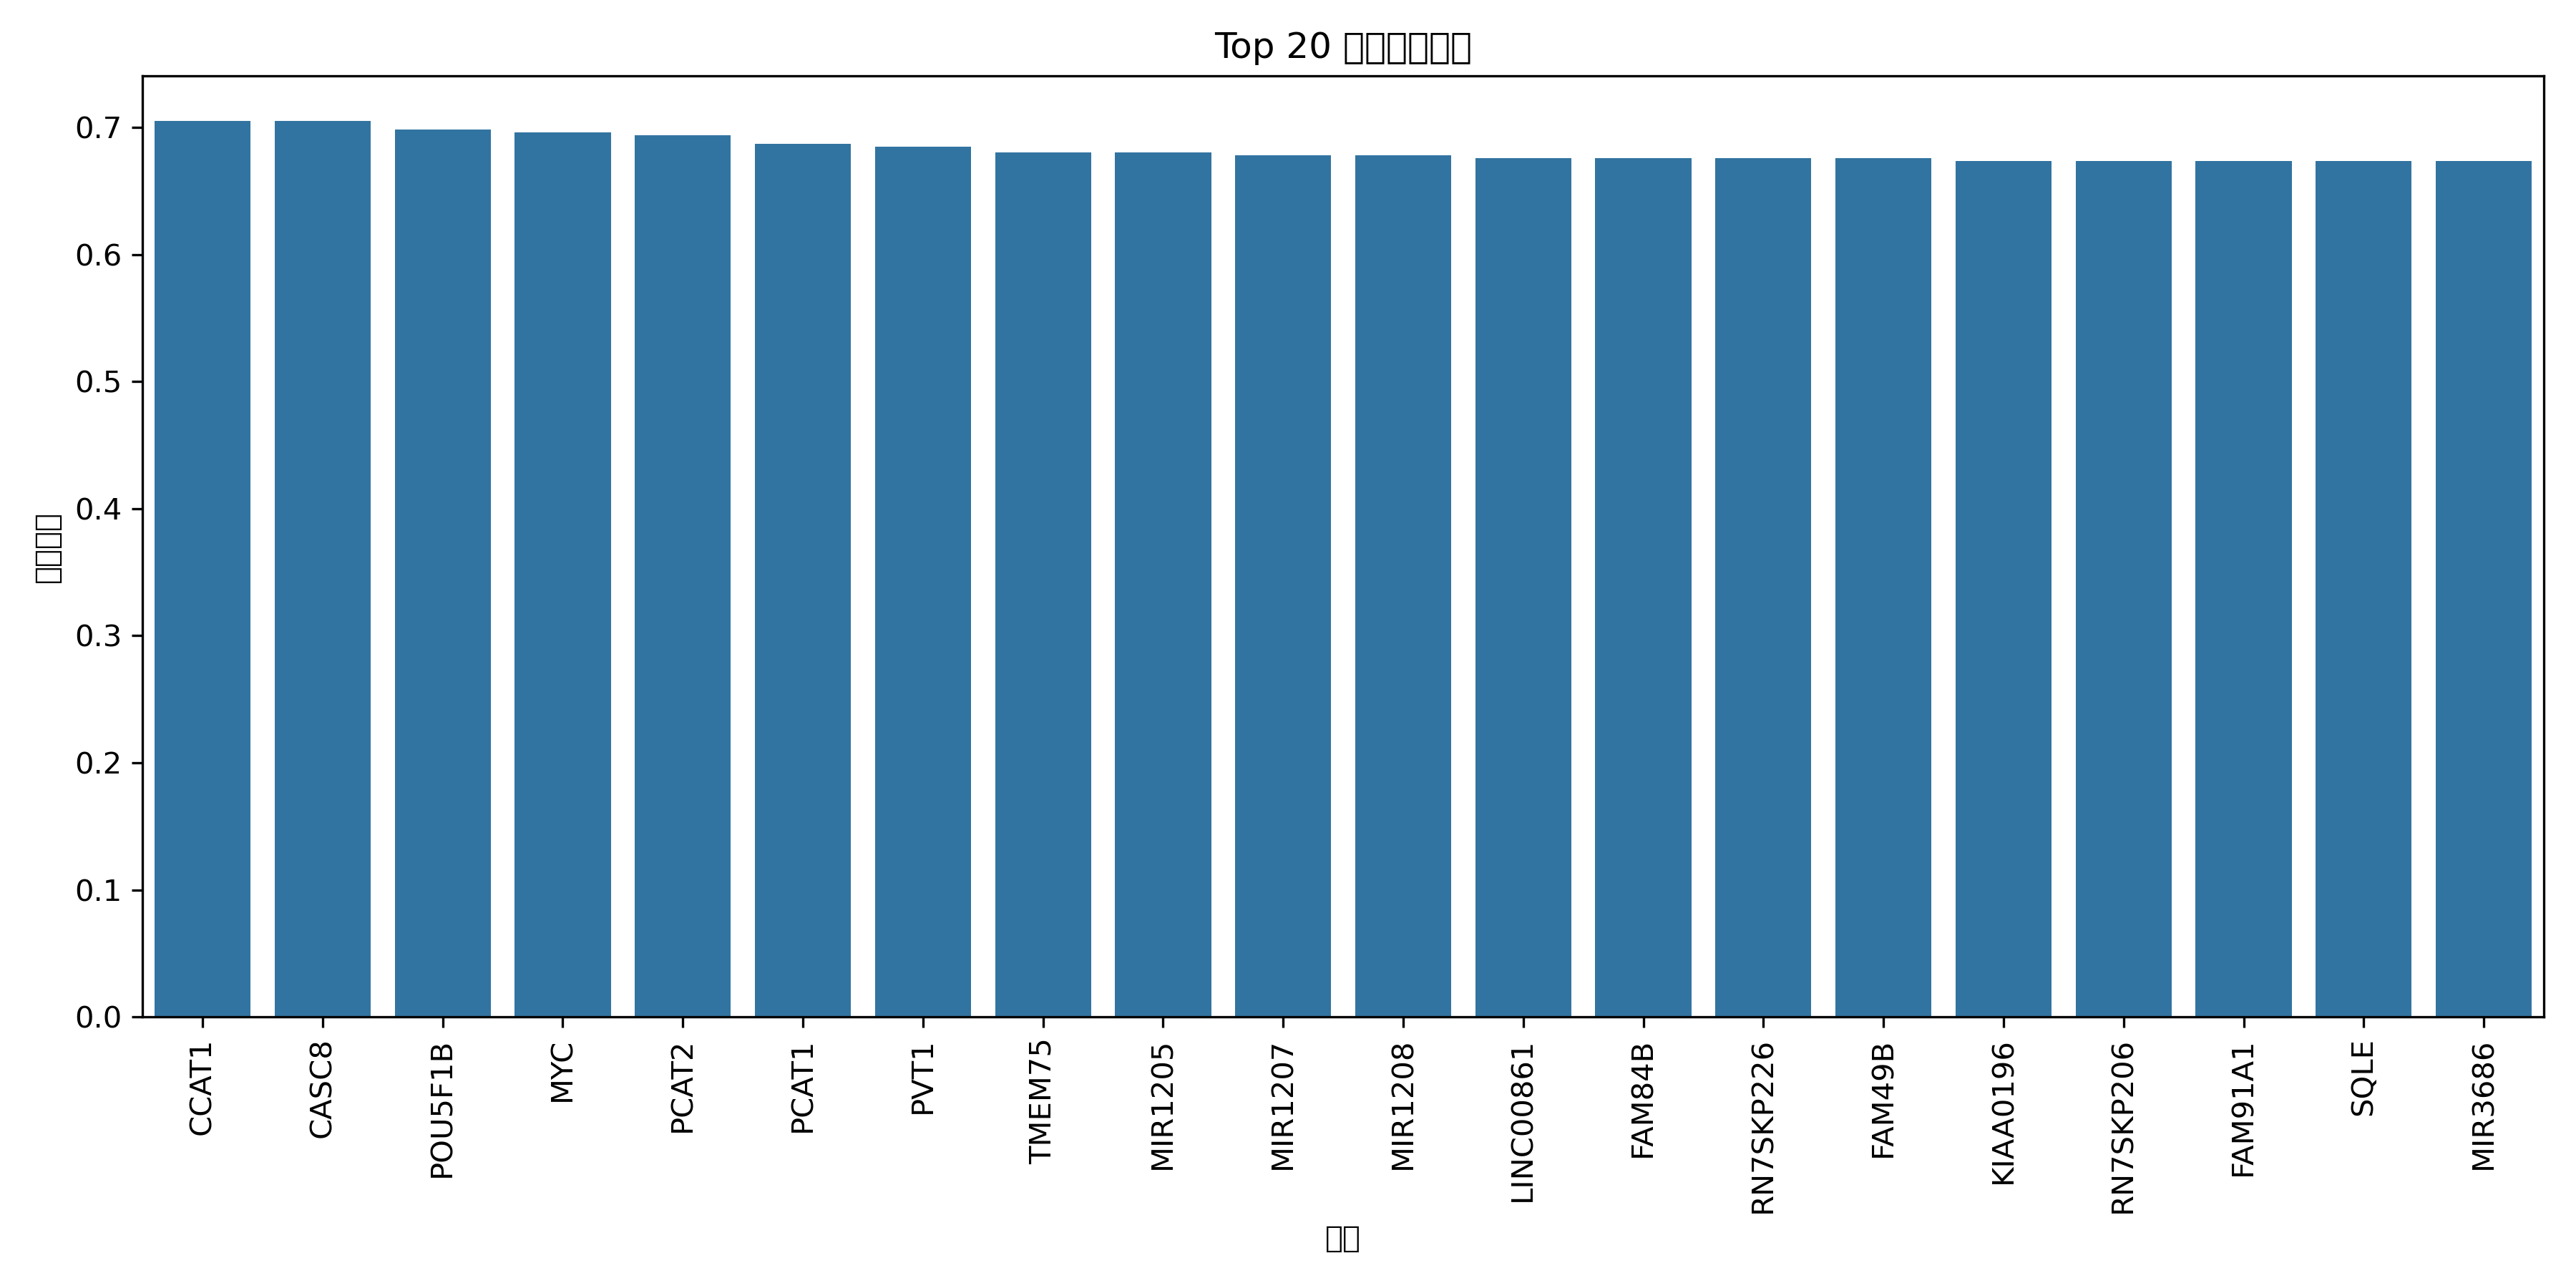 Top 20 □□□□□□
□□□□
0.7
0.6
0.5
0.4
0.3
0.2
0.1
0.0
CCAT1
CASC8
POU5F1B
MYC
PCAT2
PCAT1
PVT1
TMEM75
MIR1205
MIR1207
MIR1208
LINC00861
FAM84B
RN7SKP226
FAM49B
KIAA0196
RN7SKP206
FAM91A1
SQLE
MIR3686
□□